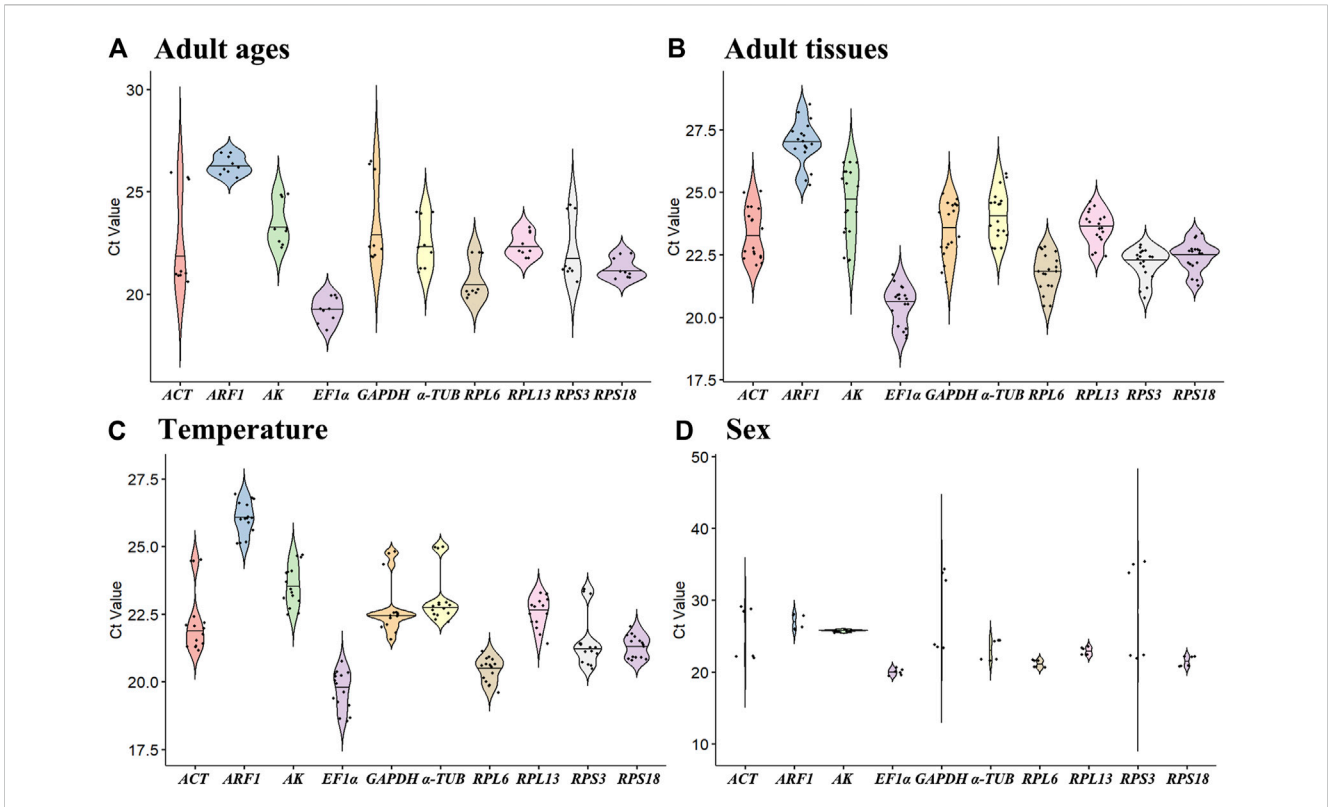 A Adult ages
30
25
20
Ct Value
ACT ARF1 AK EF1α GAPDH α-TUB RPL6 RPL13 RPS3 RPS18
B Adult tissues
27.5
25.0
22.5
20.0
17.5
Ct Value
ACT ARF1 AK EF1α GAPDH α-TUB RPL6 RPL13 RPS3 RPS18
C Temperature
27.5
25.0
22.5
20.0
17.5
Ct Value
ACT ARF1 AK EF1α GAPDH α-TUB RPL6 RPL13 RPS3 RPS18
D Sex
50
40
30
20
10
Ct Value
ACT ARF1 AK EF1α GAPDH α-TUB RPL6 RPL13 RPS3 RPS18